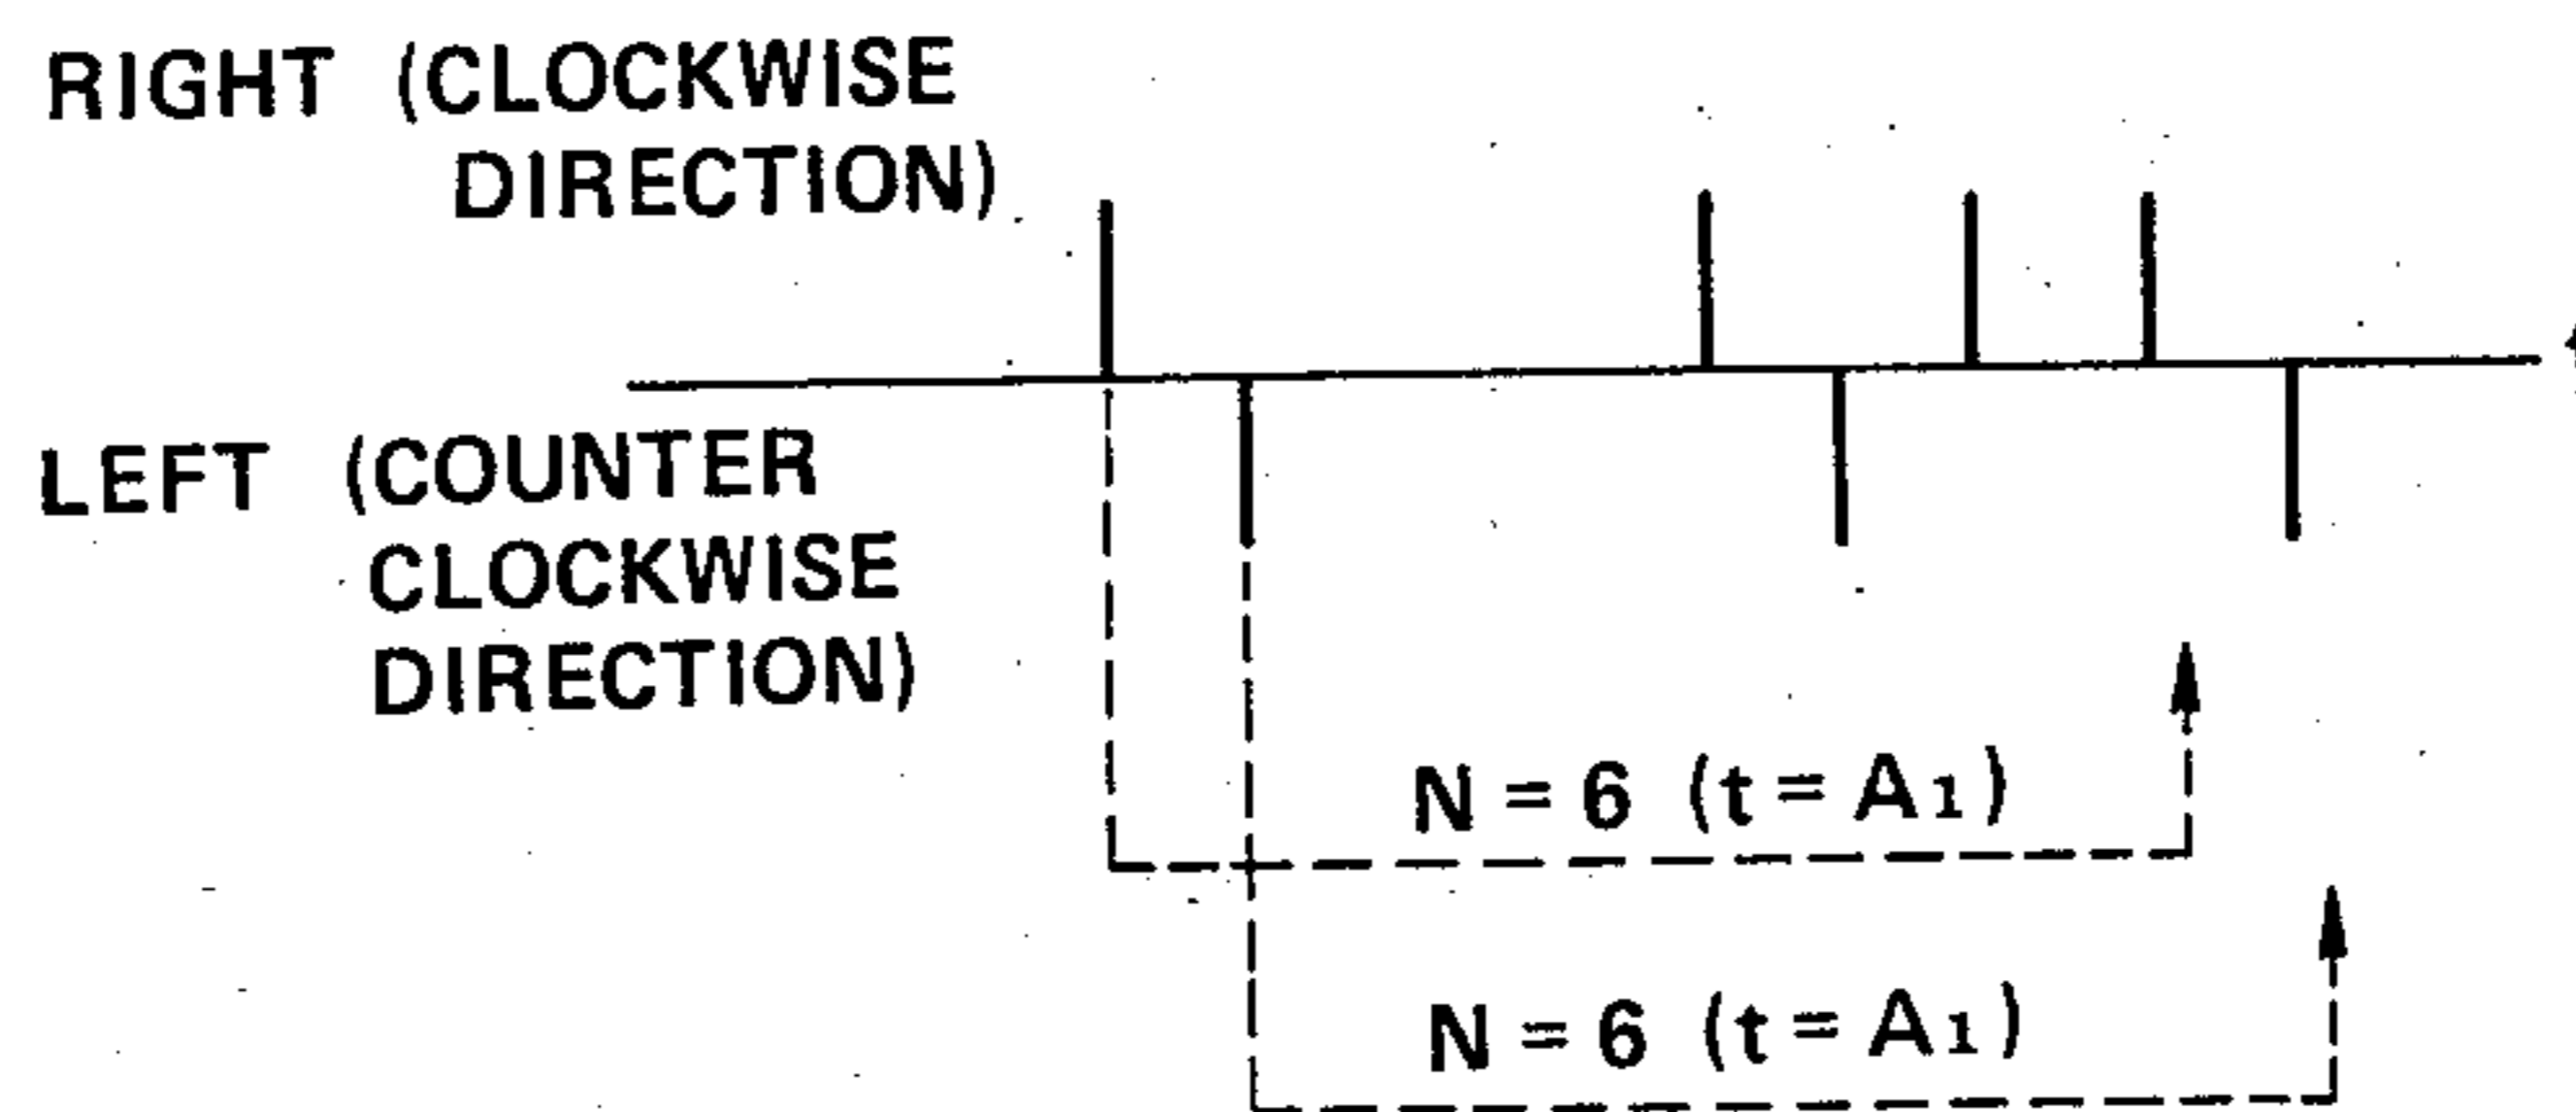 RIGHT (CLOCKWISE
DIRECTION)
LEFT (COUNTER
CLOCKWISE
DIRECTION)
N = 6 (t = A1)
N = 6 (t = A1)